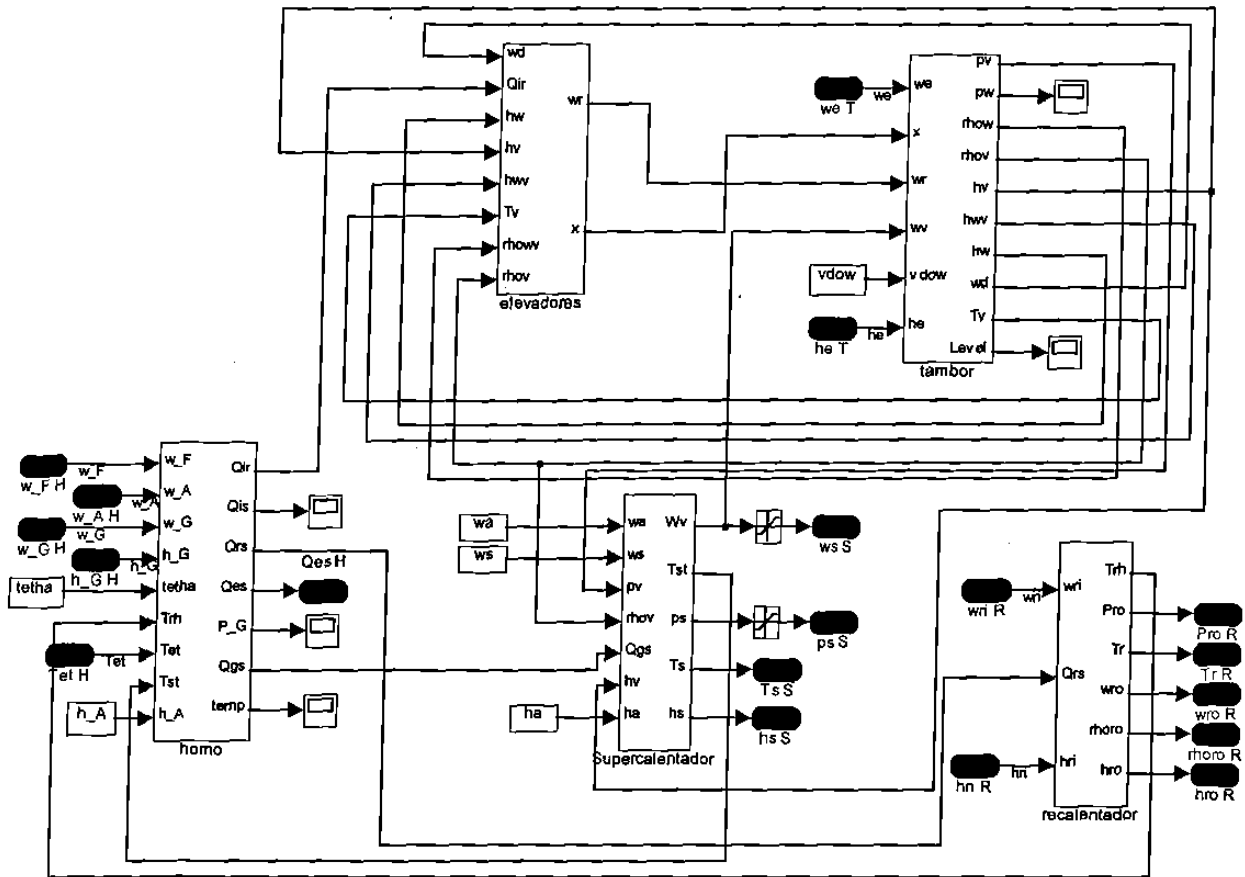 wd
Qir
hw
hv
hwv
Tv
rhowv
rhov
wr
x
elevadores
we T
we
vdow
he T
he
we
x
wr
wv
v dow
he
pv
pw
rhow
rhov
hv
hwv
hw
wd
Tv
Level
tambor
w_F H
w_F
w_A H
w_A
w_G H
w_G
h_G H
h_G
tetha
Tet H
Tet
h_A
w_F
w_A
w_G
h_G
tetha
Trh
Tet
Tst
h_A
Qir
Qis
Qrs
Qes
P_G
Qgs
temp
homo
Qes H
wa
ws
ha
wa
ws
pv
rhov
Qgs
hv
ha
Wv
Tst
ps
Ts
hs
Supercalentador
ws S
ps S
Ts S
hs S
wri R
wri
hri R
hri
wri
Qrs
hri
Trh
Pro
Tr
wro
rhoro
hro
recalentador
Pro R
Tr R
wro R
rhoro R
hro R